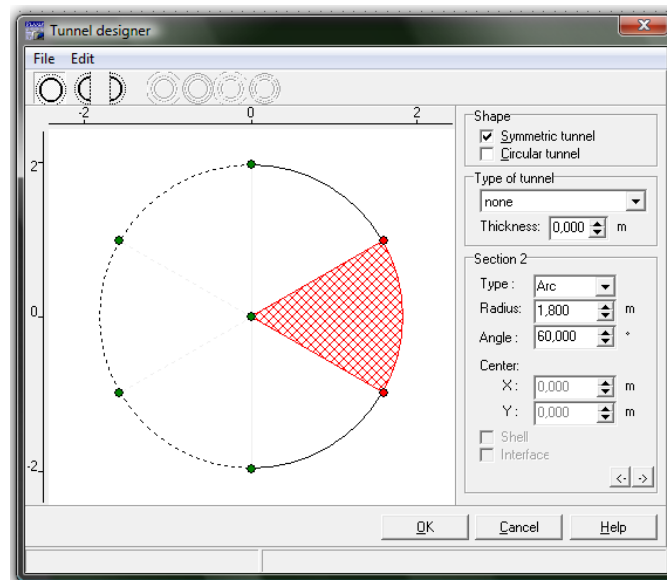 Tunnel designer
File Edit
-2 0 2
2
0
-2
Shape
Symmetric tunnel
Circular tunnel
Type of tunnel
none
Thickness: 0,000 m
Section 2
Type : Arc
Radius: 1,800 m
Angle : 60,000 °
Center:
X : 0,000 m
Y : 0,000 m
Shell
Interface
<- ->
OK Cancel Help